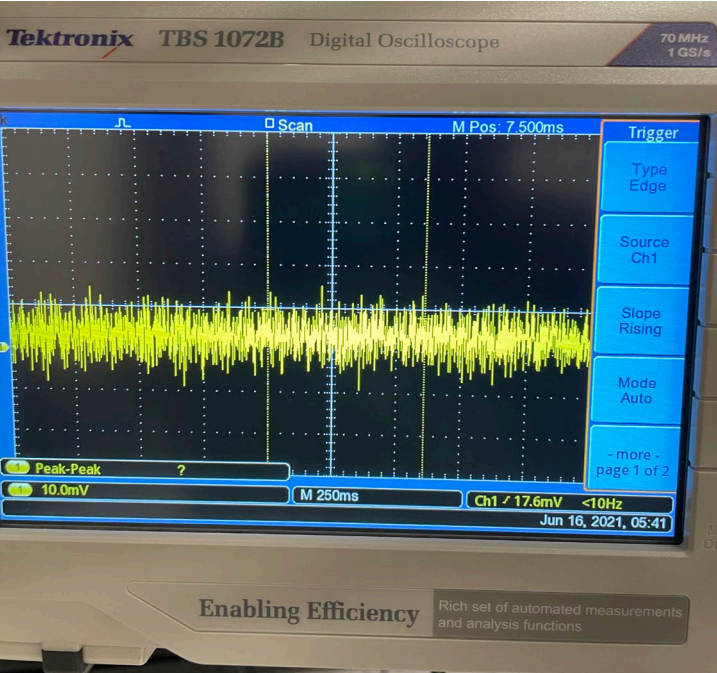 Tektronix TBS 1072B Digital Oscilloscope
70 MHz
1 GS/s
Scan
M Pos: 7.500ms
Trigger
Type
Edge
Source
Ch1
Slope
Rising
Mode
Auto
- more -
page 1 of 2
1 Peak-Peak ?
1 10.0mV
M 250ms
Ch1 17.6mV <10Hz
Jun 16, 2021, 05:41
Enabling Efficiency
Rich set of automated measurements
and analysis functions